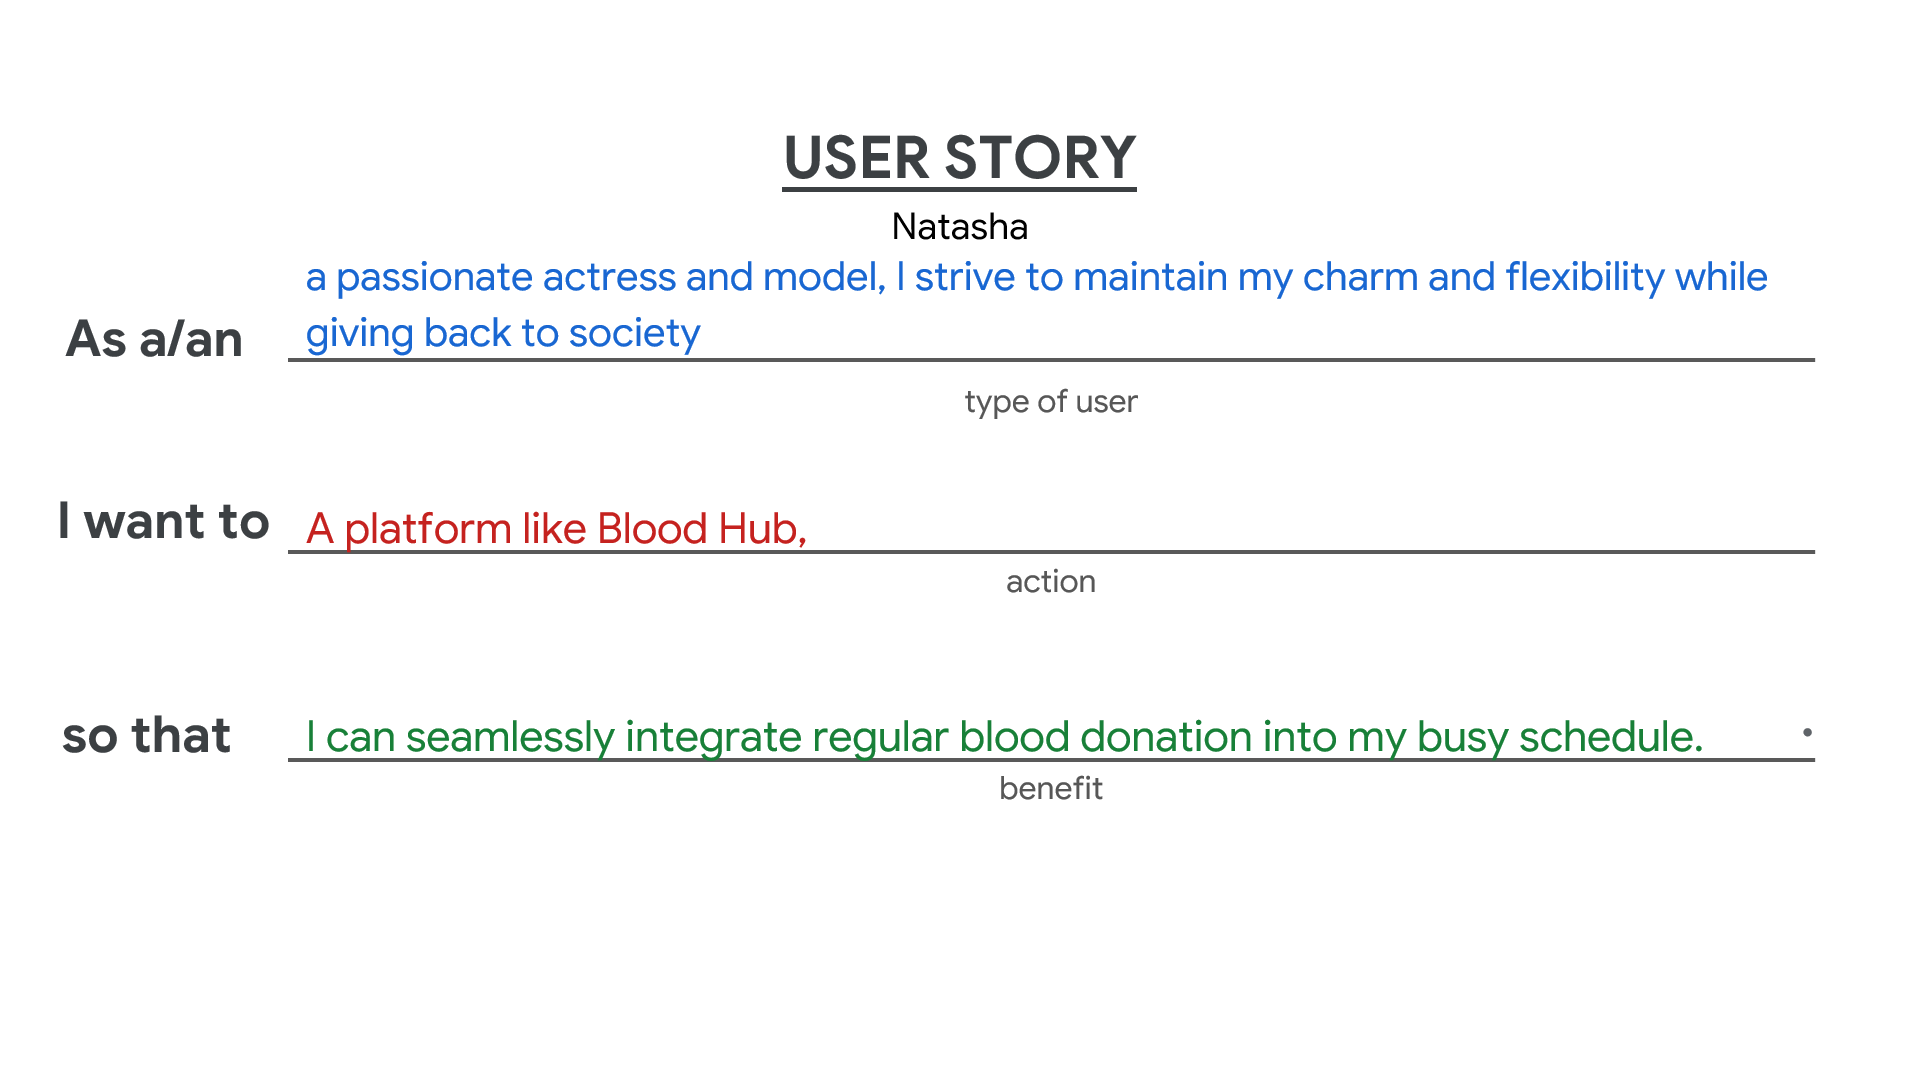 USER STORY
Natasha
a passionate actress and model, I strive to maintain my charm and flexibility while
As a/an giving back to society
type of user
I want to A platform like Blood Hub,
action
so that I can seamlessly integrate regular blood donation into my busy schedule. .
benefit